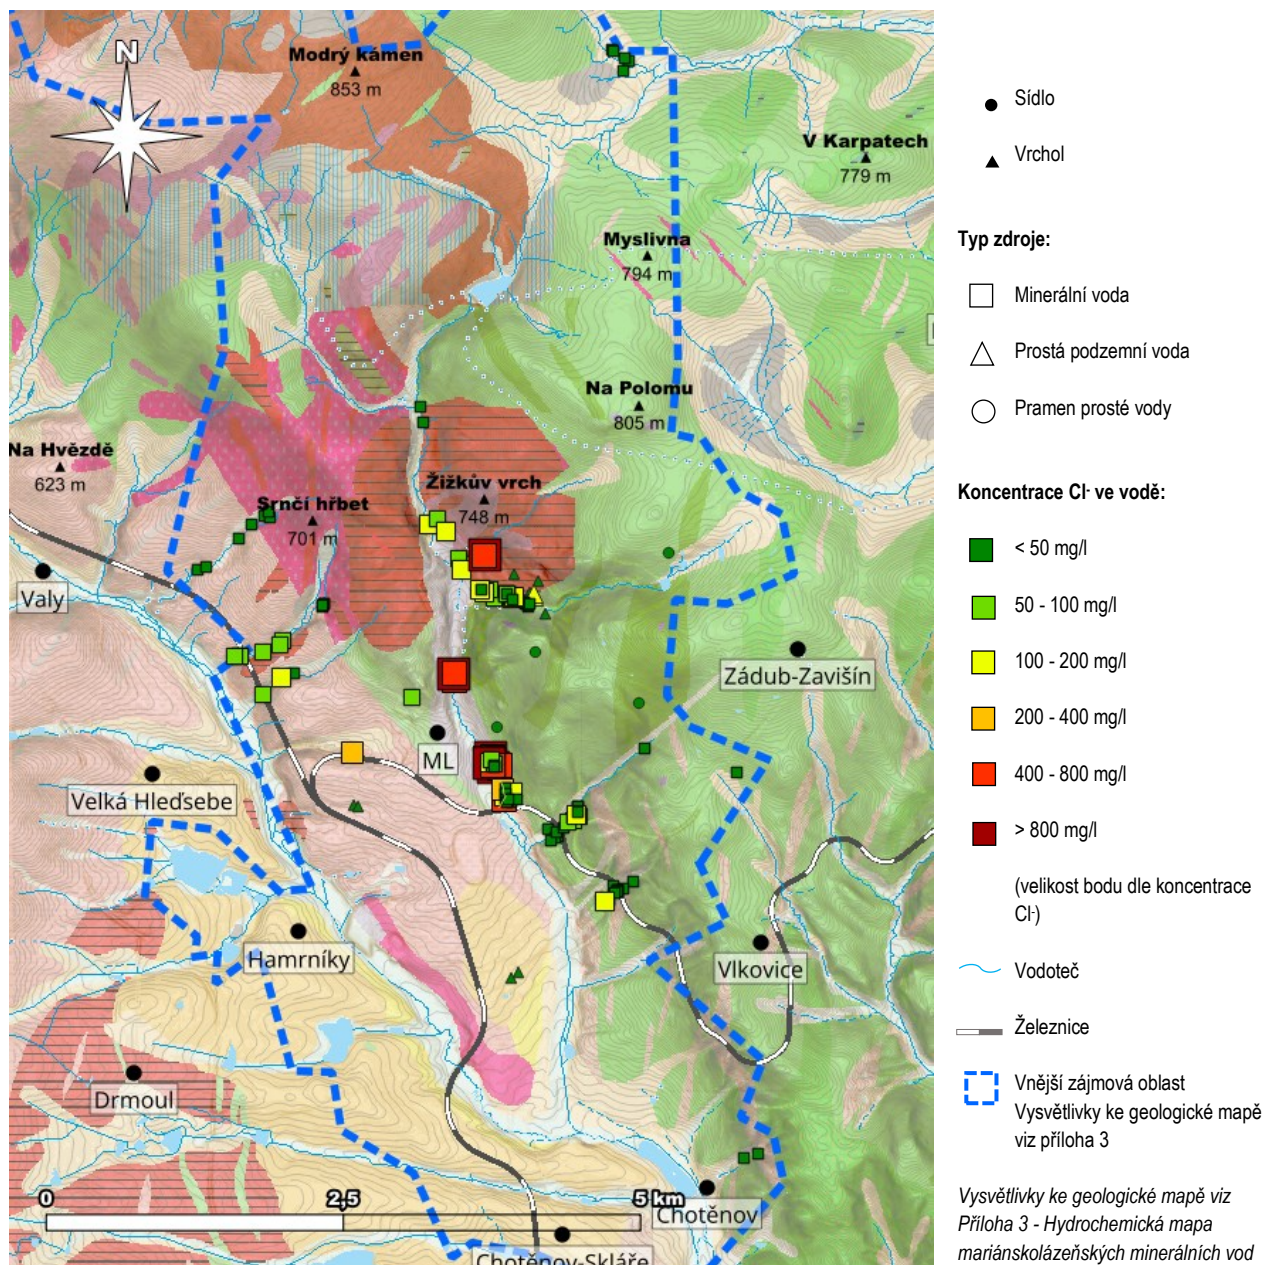 N
Modrý kámen
853 m
V Karpatech
779 m
Myslivna
794 m
Na Polomu
805 m
Na Hvězdě
623 m
Žižkův vrch
748 m
Srnčí hřbet
701 m
Valy
Zádub-Zavišín
ML
Velká Hleďsebe
Hamrníky
Vlkovice
Drmoul
0 2,5 5 km
Chotěnov
Chotěnov-Skláře
Sídlo
Vrchol
Typ zdroje:
Minerální voda
Prostá podzemní voda
Pramen prosté vody
Koncentrace Cl- ve vodě:
< 50 mg/l
50 - 100 mg/l
100 - 200 mg/l
200 - 400 mg/l
400 - 800 mg/l
> 800 mg/l
(velikost bodu dle koncentrace
Cl-)
Vodoteč
Železnice
Vnější zájmová oblast
Vysvětlivky ke geologické mapě
viz příloha 3
Vysvětlivky ke geologické mapě viz
Příloha 3 - Hydrochemická mapa
mariánskolázeňských minerálních vod